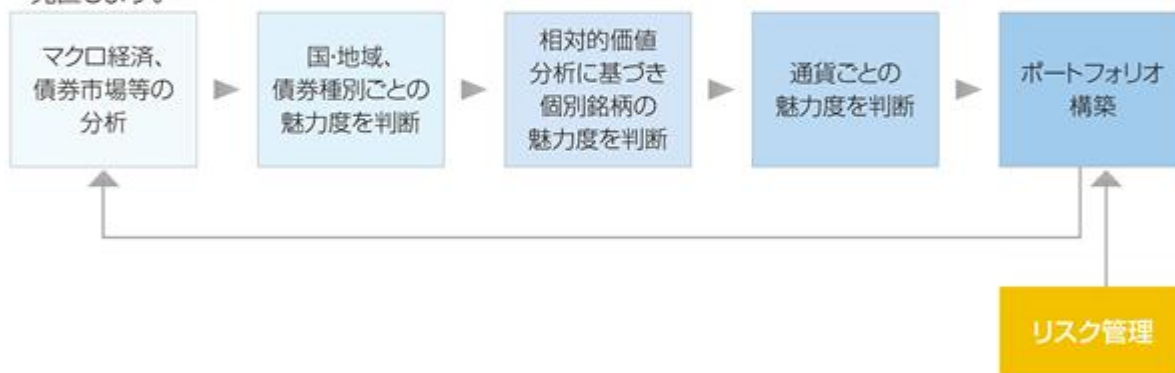 マクロ経済、
債券市場等の
分析
国・地域、
債券種別ごとの
魅力度を判断
相対的価値
分析に基づき
個別銘柄の
魅力度を判断
通貨ごとの
魅力度を判断
ポートフォリオ
構築
リスク管理